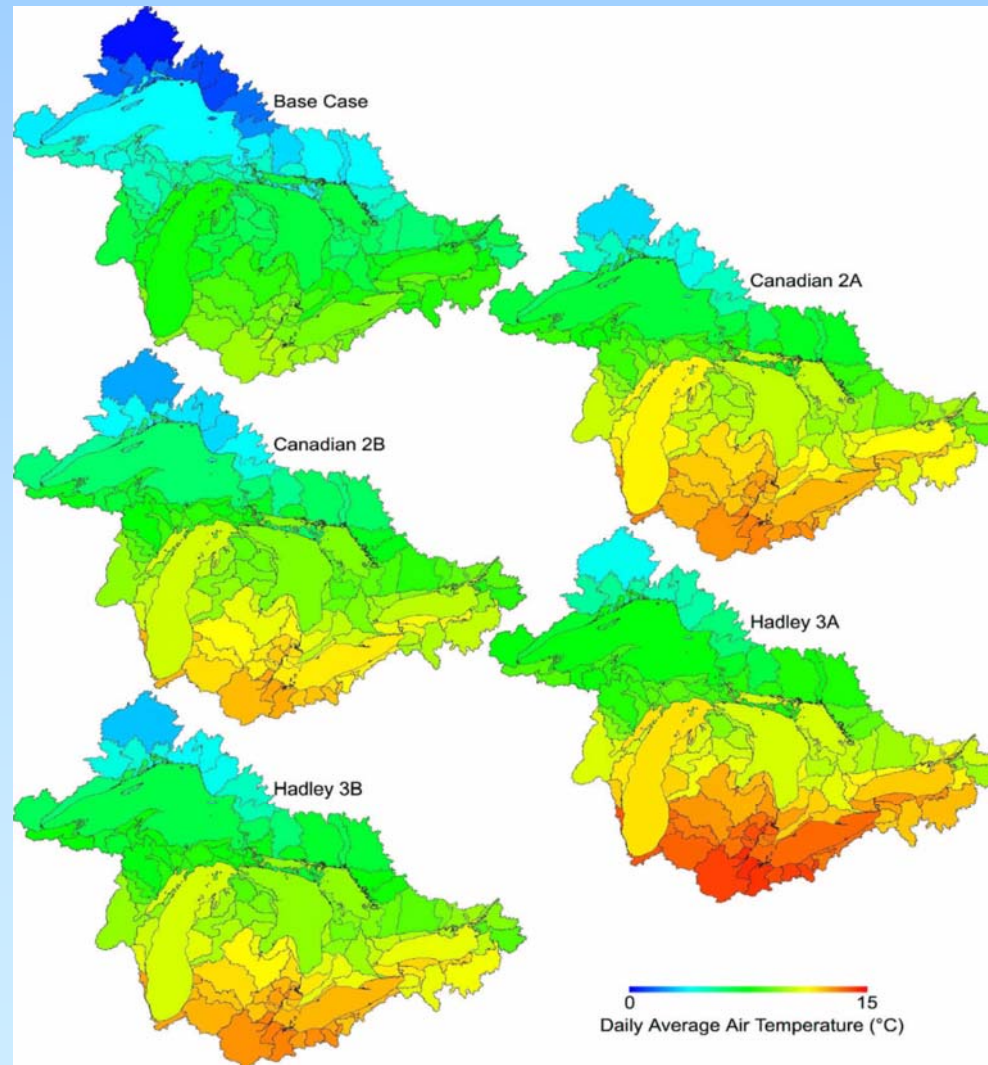 Base Case
Canadian 2A
Canadian 2B
Hadley 3A
Hadley 3B
0 15
Daily Average Air Temperature (°C)